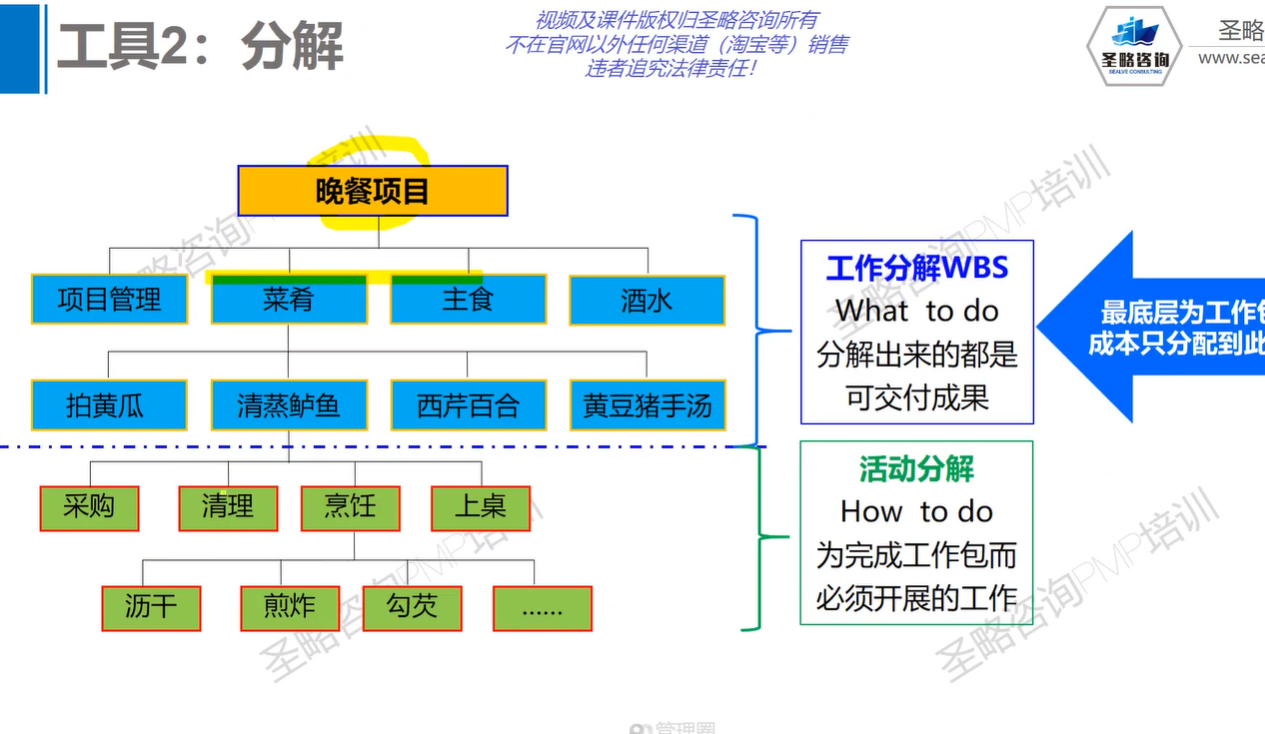 工具2：分解
视频及课件版权归圣略咨询所有
不在官网以外任何渠道（淘宝等）销售
违者追究法律责任！
圣略咨询
SEALVE CONSULTING
圣略
www.sea
晚餐项目
项目管理 菜肴 主食 酒水
拍黄瓜 清蒸鲈鱼 西芹百合 黄豆猪手汤
采购 清理 烹饪 上桌
沥干 煎炸 勾芡 ......
工作分解WBS
What to do
分解出来的都是
可交付成果
最底层为工作包
成本只分配到此
活动分解
How to do
为完成工作包而
必须开展的工作
圣略咨询PMP培训
圣略咨询PMP培训
圣略咨询PMP培训
圣略咨询PMP培训
管理圈